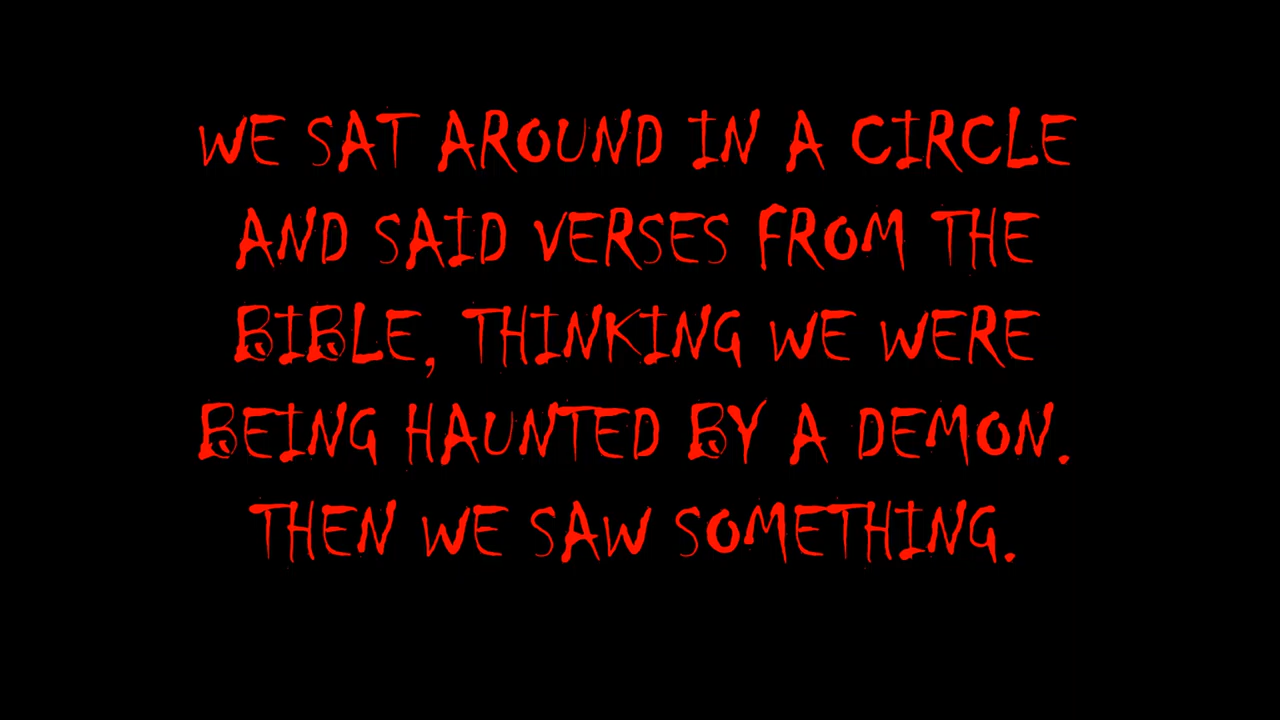 WE SAT AROUND IN A CIRCLE
AND SAID VERSES FROM THE
BIBLE, THINKING WE WERE
BEING HAUNTED BY A DEMON.
THEN WE SAW SOMETHING.